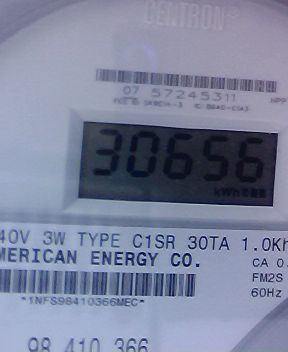 CENTRON®
07 57245311
30656
kWh
40V 3W TYPE C1SR 30TA 1.0Kh
MERICAN ENERGY CO.
CA 0.
FM2S
60Hz
*1NFS98410366MEC*
98 410 366